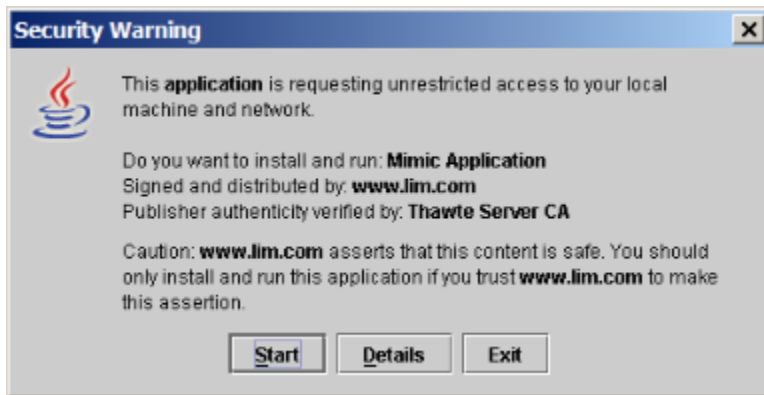 Security Warning
This application is requesting unrestricted access to your local
machine and network.
Do you want to install and run: Mimic Application
Signed and distributed by: www.lim.com
Publisher authenticity verified by: Thawte Server CA
Caution: www.lim.com asserts that this content is safe. You should
only install and run this application if you trust www.lim.com to make
this assertion.
Start Details Exit